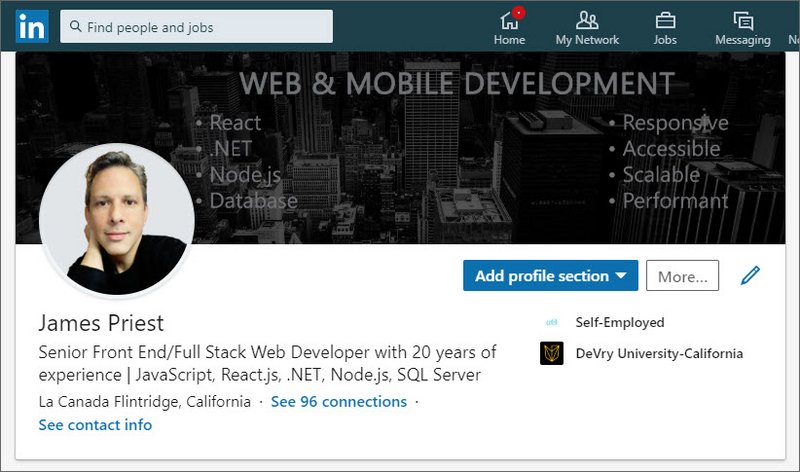 in
Find people and jobs
Home
My Network
Jobs
Messaging
No
WEB & MOBILE DEVELOPMENT
• React
• .NET
• Node.js
• Database
• Responsive
• Accessible
• Scalable
• Performant
Add profile section
More...
James Priest
Senior Front End/Full Stack Web Developer with 20 years of
experience | JavaScript, React.js, .NET, Node.js, SQL Server
La Canada Flintridge, California · See 96 connections ·
See contact info
Self-Employed
DeVry University-California